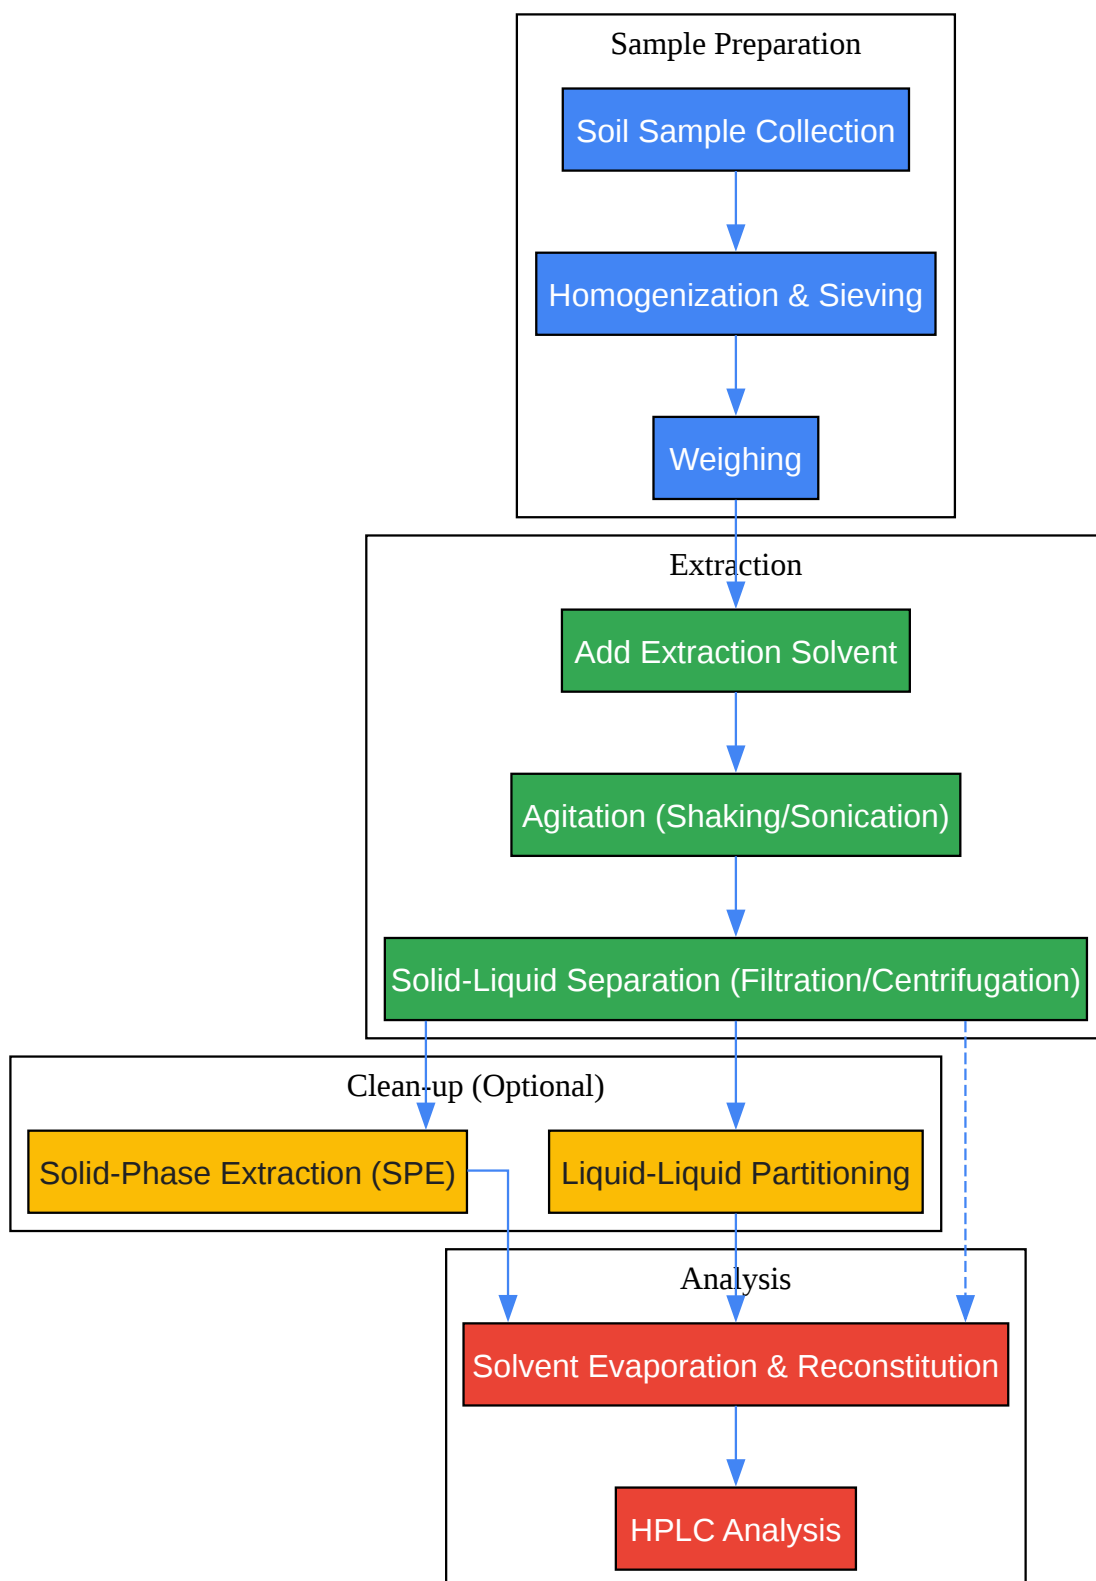 Sample Preparation
Soil Sample Collection
Homogenization & Sieving
Weighing
Extraction
Add Extraction Solvent
Agitation (Shaking/Sonication)
Solid-Liquid Separation (Filtration/Centrifugation)
Clean-up (Optional)
Solid-Phase Extraction (SPE)
Liquid-Liquid Partitioning
Analysis
Solvent Evaporation & Reconstitution
HPLC Analysis